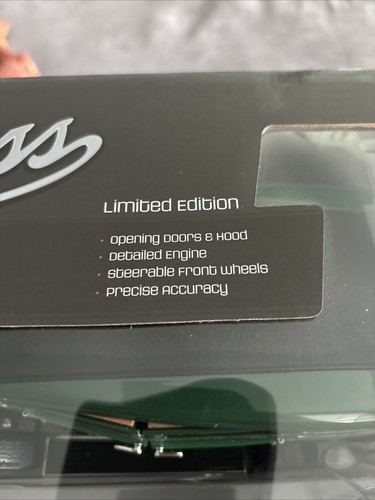 Limited Edition
• Opening Doors & Hood
• Detailed Engine
• Steerable Front Wheels
• Precise Accuracy